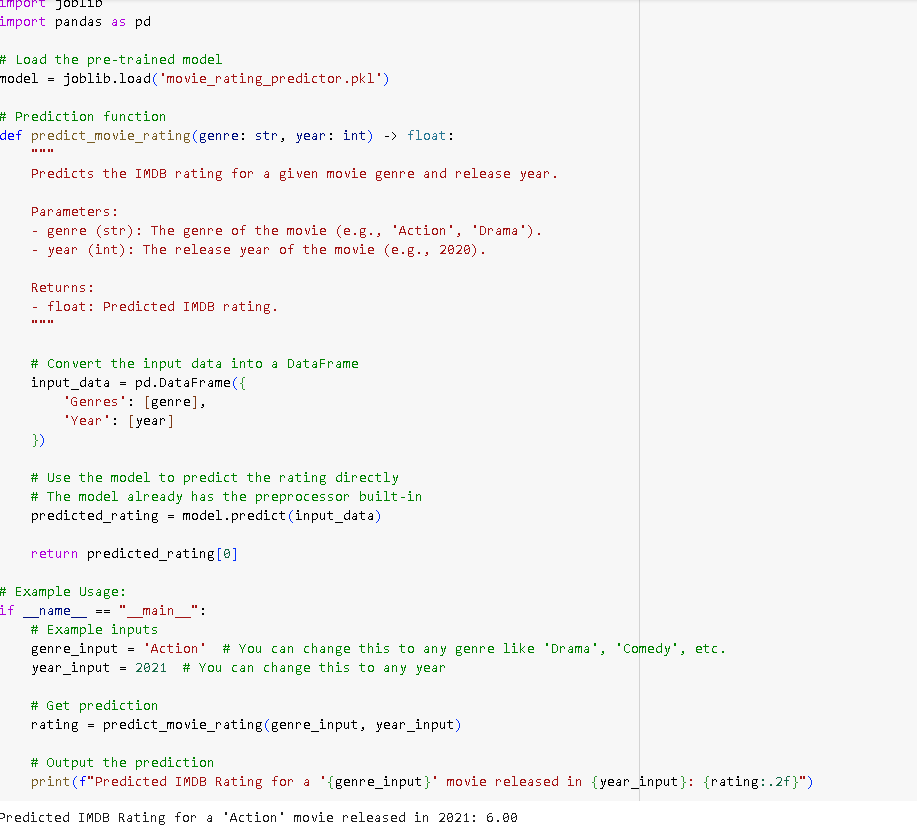 import joblib
import pandas as pd
# Load the pre-trained model
model = joblib.load('movie_rating_predictor.pkl')
# Prediction function
def predict_movie_rating(genre: str, year: int) -> float:
    """
    Predicts the IMDB rating for a given movie genre and release year.
    Parameters:
    - genre (str): The genre of the movie (e.g., 'Action', 'Drama').
    - year (int): The release year of the movie (e.g., 2020).
    Returns:
    - float: Predicted IMDB rating.
    """
    # Convert the input data into a DataFrame
    input_data = pd.DataFrame({
        'Genres': [genre],
        'Year': [year]
    })
    # Use the model to predict the rating directly
    # The model already has the preprocessor built-in
    predicted_rating = model.predict(input_data)
    return predicted_rating[0]
# Example Usage:
if __name__ == "__main__":
    # Example inputs
    genre_input = 'Action'  # You can change this to any genre like 'Drama', 'Comedy', etc.
    year_input = 2021  # You can change this to any year
    # Get prediction
    rating = predict_movie_rating(genre_input, year_input)
    # Output the prediction
    print(f"Predicted IMDB Rating for a '{genre_input}' movie released in {year_input}: {rating:.2f}")
Predicted IMDB Rating for a 'Action' movie released in 2021: 6.00